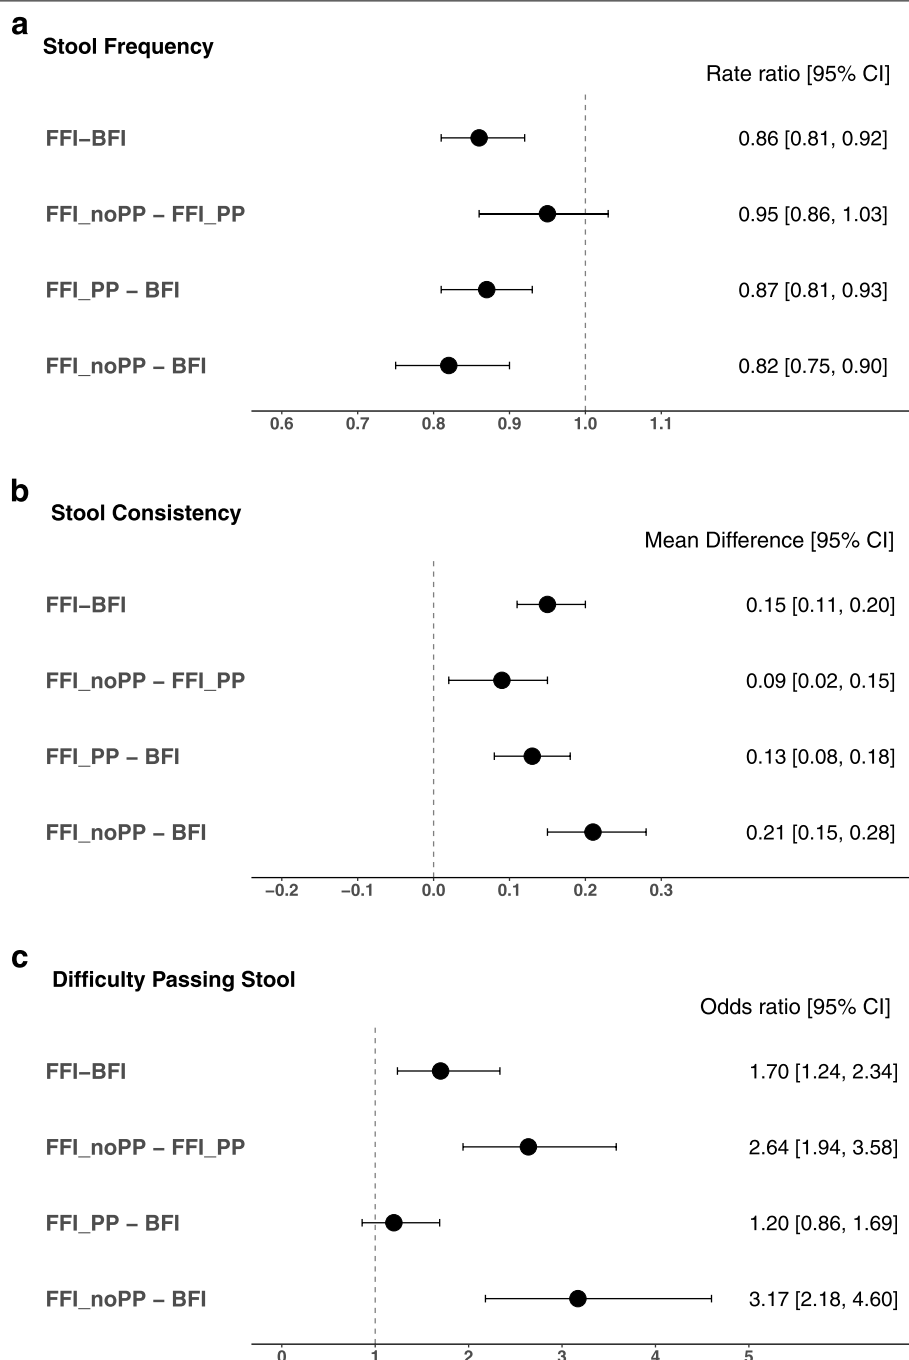 a
Stool Frequency
Rate ratio [95% CI]
FFI–BFI 0.86 [0.81, 0.92]
FFI_noPP – FFI_PP 0.95 [0.86, 1.03]
FFI_PP – BFI 0.87 [0.81, 0.93]
FFI_noPP – BFI 0.82 [0.75, 0.90]
0.6 0.7 0.8 0.9 1.0 1.1
b
Stool Consistency
Mean Difference [95% CI]
FFI–BFI 0.15 [0.11, 0.20]
FFI_noPP – FFI_PP 0.09 [0.02, 0.15]
FFI_PP – BFI 0.13 [0.08, 0.18]
FFI_noPP – BFI 0.21 [0.15, 0.28]
−0.2 −0.1 0.0 0.1 0.2 0.3
c
Difficulty Passing Stool
Odds ratio [95% CI]
FFI–BFI 1.70 [1.24, 2.34]
FFI_noPP – FFI_PP 2.64 [1.94, 3.58]
FFI_PP – BFI 1.20 [0.86, 1.69]
FFI_noPP – BFI 3.17 [2.18, 4.60]
0 1 2 3 4 5